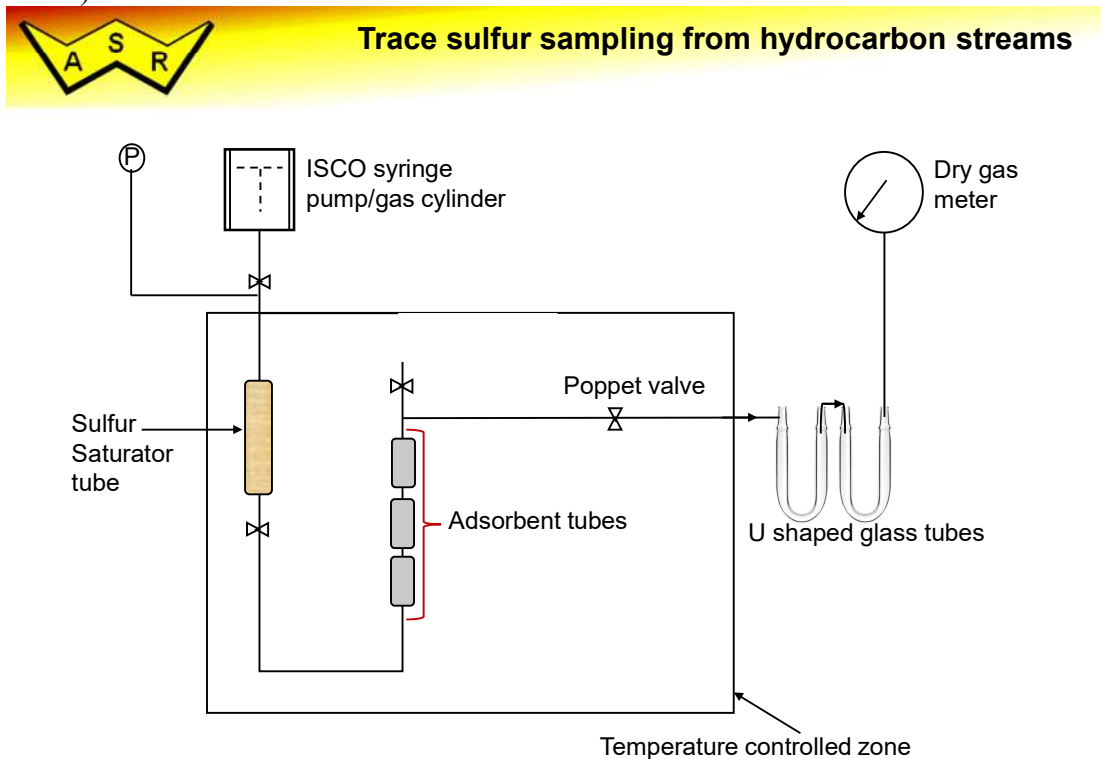 )
A S R
Trace sulfur sampling from hydrocarbon streams
P
ISCO syringe
pump/gas cylinder
Dry gas
meter
Poppet valve
Sulfur
Saturator
tube
Adsorbent tubes
U shaped glass tubes
Temperature controlled zone